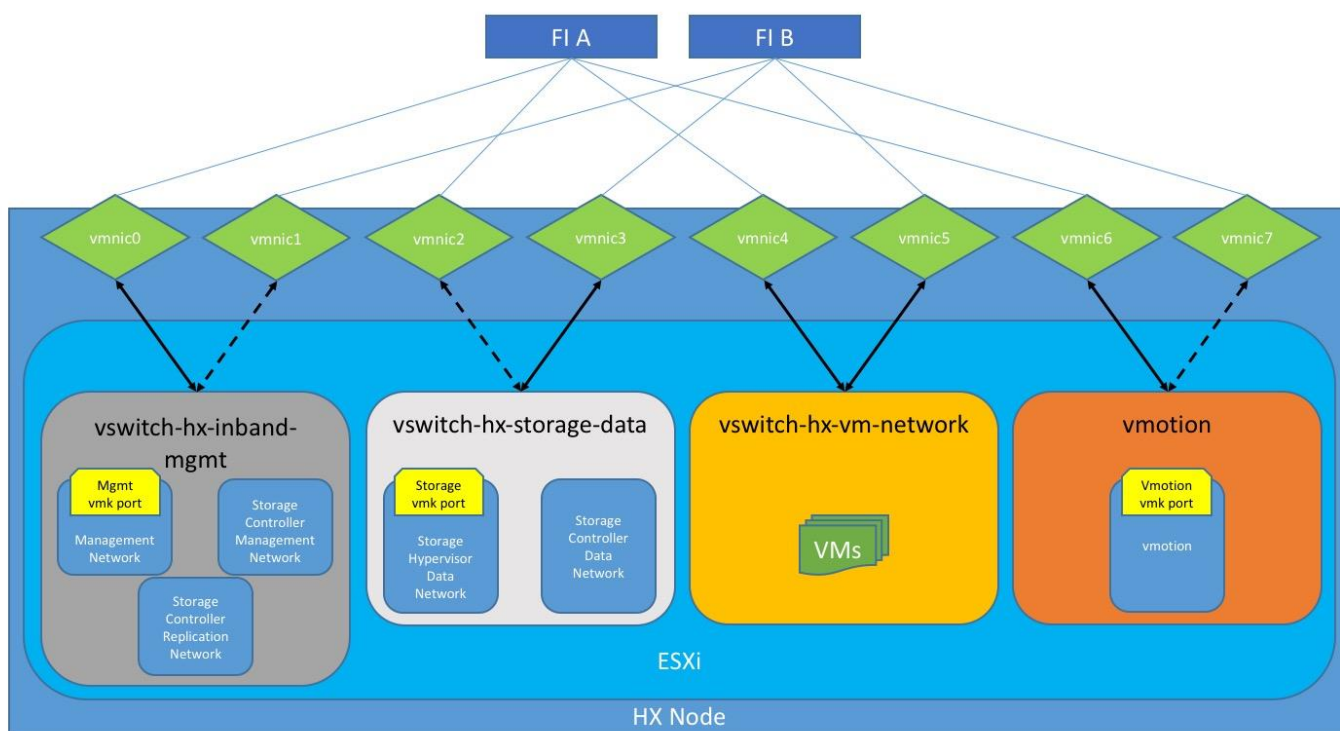 FI A
FI B
vmnic0
vmnic1
vmnic2
vmnic3
vmnic4
vmnic5
vmnic6
vmnic7
vswitch-hx-inband-
mgmt
Mgmt
vmk port
Management
Network
Storage
Controller
Management
Network
Storage
Controller
Replication
Network
vswitch-hx-storage-data
Storage
vmk port
Storage
Hypervisor
Data
Network
Storage
Controller
Data
Network
vswitch-hx-vm-network
VMs
vmotion
Vmotion
vmk port
vmotion
ESXi
HX Node